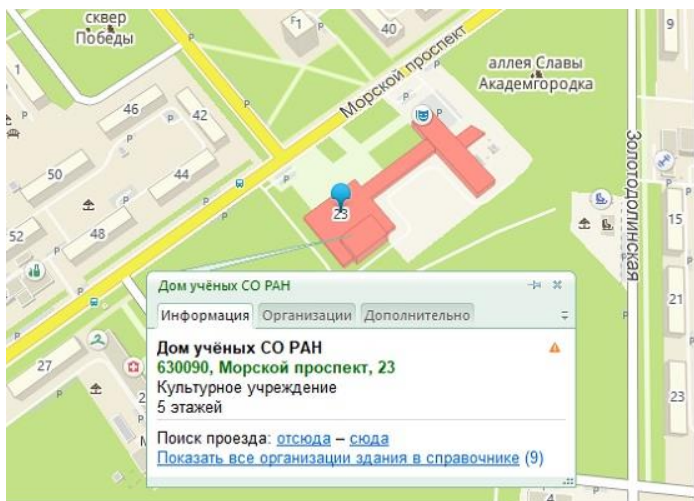 сквер
Победы
1
40
9
Морской проспект
аллея Славы
Академгородка
46
42
50
44
Золотодолинская
23
15
52
48
21
27
23
Дом учёных СО РАН
Информация Организации Дополнительно
Дом учёных СО РАН
630090, Морской проспект, 23
Культурное учреждение
5 этажей
Поиск проезда: отсюда – сюда
Показать все организации здания в справочнике (9)
4